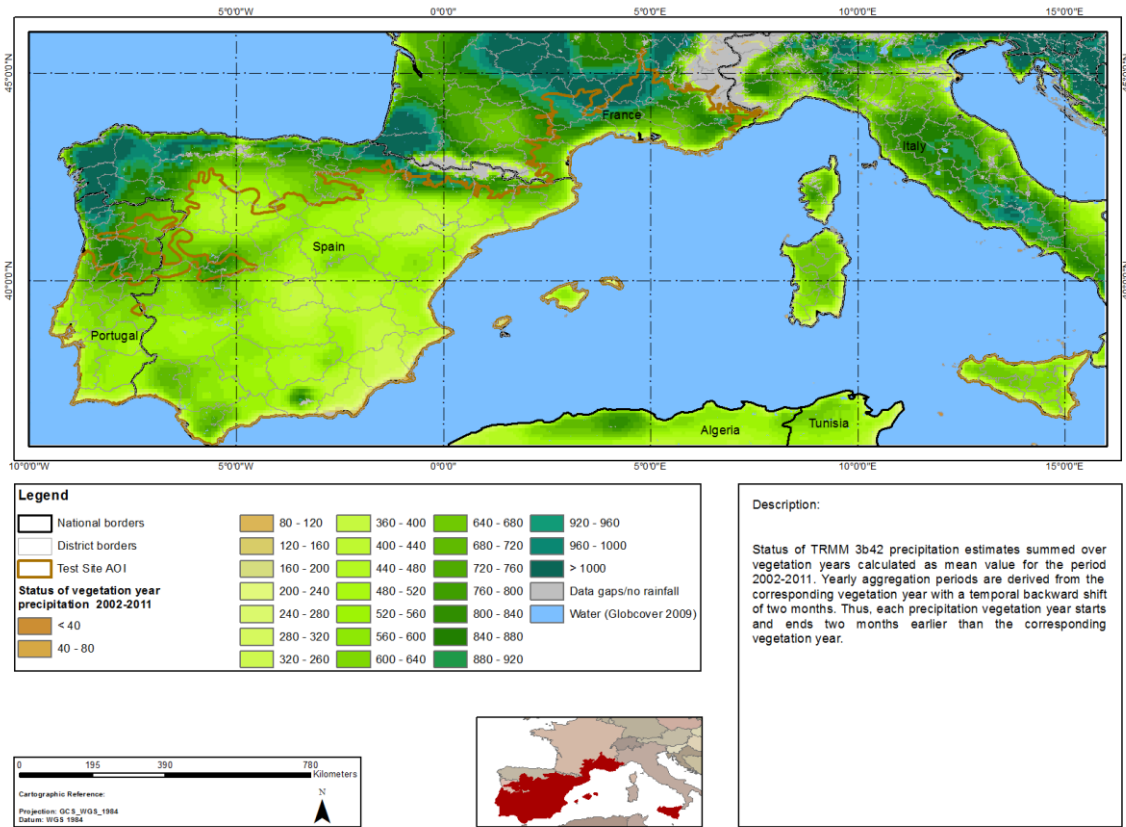 5°0'0"W 0°0'0" 5°0'0"E 10°0'0"E 15°0'0"E
45°0'0"N
45°0'0"N
France
Italy
Spain
40°0'0"N
40°0'0"N
Portugal
Algeria
Tunisia
10°0'0"W 5°0'0"W 0°0'0" 5°0'0"E 10°0'0"E 15°0'0"E
Legend
National borders
District borders
Test Site AOI
Status of vegetation year
precipitation 2002-2011
< 40
40 - 80
80 - 120
120 - 160
160 - 200
200 - 240
240 - 280
280 - 320
320 - 260
360 - 400
400 - 440
440 - 480
480 - 520
520 - 560
560 - 600
600 - 640
640 - 680
680 - 720
720 - 760
760 - 800
800 - 840
840 - 880
880 - 920
920 - 960
960 - 1000
> 1000
Data gaps/no rainfall
Water (Globcover 2009)
Description:
Status of TRMM 3b42 precipitation estimates summed over
vegetation years calculated as mean value for the period
2002-2011. Yearly aggregation periods are derived from the
corresponding vegetation year with a temporal backward shift
of two months. Thus, each precipitation vegetation year starts
and ends two months earlier than the corresponding
vegetation year.
0 195 390 780
Kilometers
Cartographic Reference:
N
Projection: GCS_WGS_1984
Datum: WGS 1984